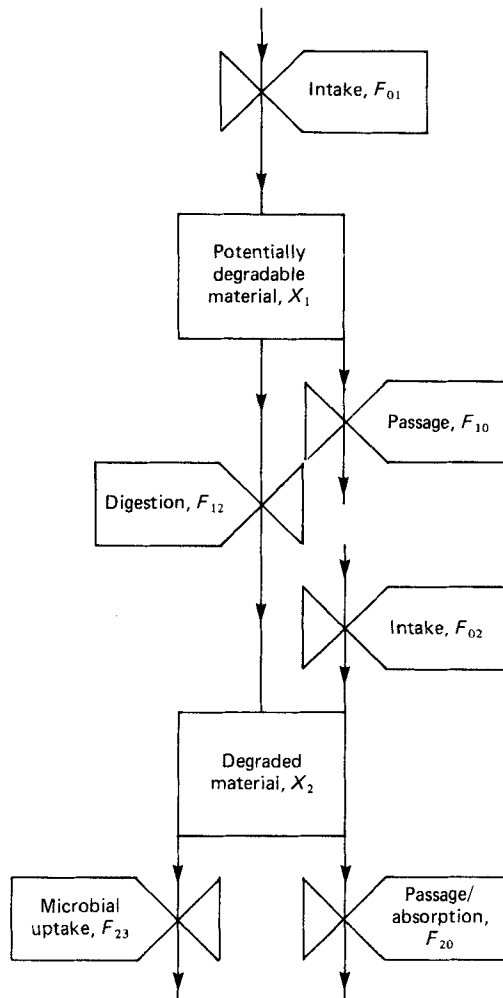 Intake, F₀₁
Potentially
degradable
material, X₁
Passage, F₁₀
Digestion, F₁₂
Intake, F₀₂
Degraded
material, X₂
Microbial
uptake, F₂₃
Passage/
absorption,
F₂₀